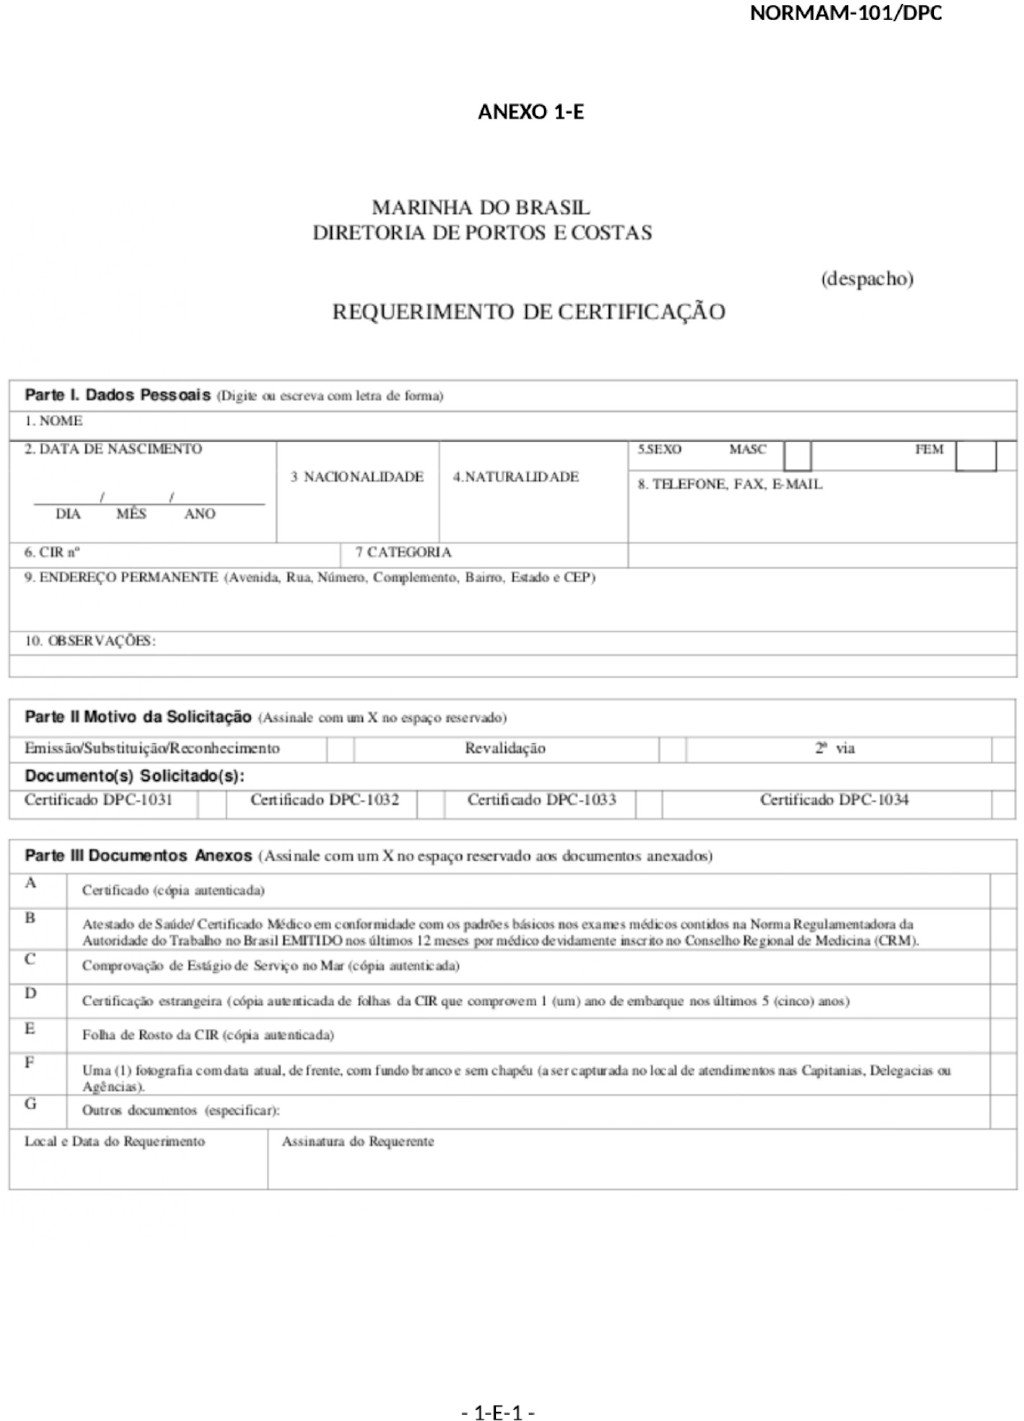 NORMAM-101/DPC
ANEXO 1-E
MARINHA DO BRASIL
DIRETORIA DE PORTOS E COSTAS
(despacho)
REQUERIMENTO DE CERTIFICAÇÃO
Parte I. Dados Pessoais (Digite ou escreva com letra de forma)
1. NOME
2. DATA DE NASCIMENTO
3 NACIONALIDADE
4.NATURALIDADE
5.SEXO MASC FEM
8. TELEFONE, FAX, E-MAIL
/ /
DIA MÊS ANO
6. CIR nº
7 CATEGORIA
9. ENDEREÇO PERMANENTE (Avenida, Rua, Número, Complemento, Bairro, Estado e CEP)
10. OBSERVAÇÕES:
Parte II Motivo da Solicitação (Assinale com um X no espaço reservado)
Emissão/Substituição/Reconhecimento Revalidação 2ª via
Documento(s) Solicitado(s):
Certificado DPC-1031 Certificado DPC-1032 Certificado DPC-1033 Certificado DPC-1034
Parte III Documentos Anexos (Assinale com um X no espaço reservado aos documentos anexados)
A Certificado (cópia autenticada)
B Atestado de Saúde/ Certificado Médico em conformidade com os padrões básicos nos exames médicos contidos na Norma Regulamentadora da
Autoridade do Trabalho no Brasil EMITIDO nos últimos 12 meses por médico devidamente inscrito no Conselho Regional de Medicina (CRM).
C Comprovação de Estágio de Serviço no Mar (cópia autenticada)
D Certificação estrangeira (cópia autenticada de folhas da CIR que comprovem 1 (um) ano de embarque nos últimos 5 (cinco) anos)
E Folha de Rosto da CIR (cópia autenticada)
F Uma (1) fotografia com data atual, de frente, com fundo branco e sem chapéu (a ser capturada no local de atendimentos nas Capitanias, Delegacias ou
Agências).
G Outros documentos (especificar):
Local e Data do Requerimento Assinatura do Requerente
- 1-E-1 -